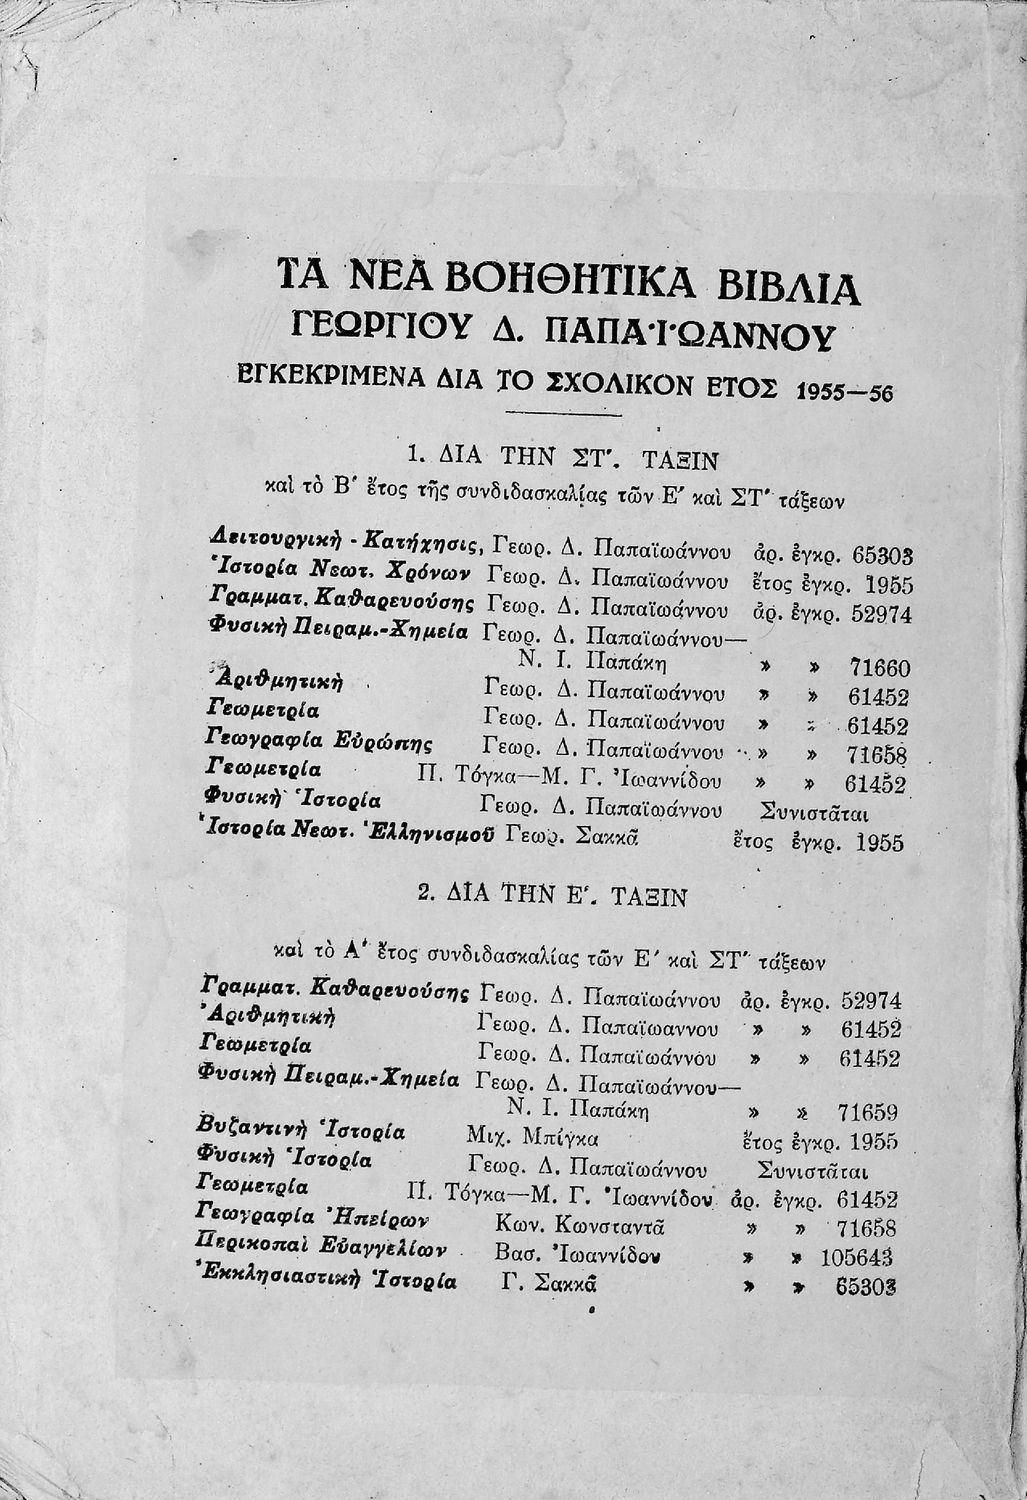 ΤΑ ΝΕΑ ΒΟΗΘΗΤΙΚΑ ΒΙΒΛΙΑ
ΓΕΩΡΓΙΟΥ Δ. ΠΑΠΑ·Ι·ΩΑΝΝΟΥ
ΕΓΚΕΚΡΙΜΕΝΑ ΔΙΑ ΤΟ ΣΧΟΛΙΚΟΝ ΕΤΟΣ 1955—56
1. ΔΙΑ ΤΗΝ ΣΤ΄. ΤΑΞΙΝ
καὶ τὸ Β΄ ἔτος τῆς συνδιδασκαλίας τῶν Ε΄ καὶ ΣΤ΄ τάξεων
Λειτουργικὴ - Κατήχησις, Γεωρ. Δ. Παπαϊωάννου ἀρ. ἐγκρ. 65303
Ἱστορία Νεωτ. Χρόνων Γεωρ. Δ. Παπαϊωάννου ἔτος ἐγκρ. 1955
Γραμματ. Καθαρευούσης Γεωρ. Δ. Παπαϊωάννου ἀρ. ἐγκρ. 52974
Φυσικὴ Πειραμ.-Χημεία Γεωρ. Δ. Παπαϊωάννου—
Ν. Ι. Παπάκη » » 71660
Ἀριθμητικὴ Γεωρ. Δ. Παπαϊωάννου » » 61452
Γεωμετρία Γεωρ. Δ. Παπαϊωάννου » » 61452
Γεωγραφία Εὐρώπης Γεωρ. Δ. Παπαϊωάννου » » 71658
Γεωμετρία Π. Τόγκα—Μ. Γ. Ἰωαννίδου » » 61452
Φυσικὴ Ἱστορία Γεωρ. Δ. Παπαϊωάννου Συνιστᾶται
Ἱστορία Νεωτ. Ἑλληνισμοῦ Γεωρ. Σακκᾶ ἔτος ἐγκρ. 1955
2. ΔΙΑ ΤΗΝ Ε΄. ΤΑΞΙΝ
καὶ τὸ Α΄ ἔτος συνδιδασκαλίας τῶν Ε΄ καὶ ΣΤ΄ τάξεων
Γραμματ. Καθαρευούσης Γεωρ. Δ. Παπαϊωάννου ἀρ. ἐγκρ. 52974
Ἀριθμητικὴ Γεωρ. Δ. Παπαϊωαννου » » 61452
Γεωμετρία Γεωρ. Δ. Παπαϊωάννου » » 61452
Φυσικὴ Πειραμ.-Χημεία Γεωρ. Δ. Παπαϊωάννου—
Ν. Ι. Παπάκη » » 71659
Βυζαντινὴ Ἱστορία Μιχ. Μπίγκα ἔτος ἐγκρ. 1955
Φυσικὴ Ἱστορία Γεωρ. Δ. Παπαϊωάννου Συνιστᾶται
Γεωμετρία Π. Τόγκα—Μ. Γ. Ἰωαννίδου ἀρ. ἐγκρ. 61452
Γεωγραφία Ἠπείρων Κων. Κωνσταντᾶ » » 71658
Περικοπαὶ Εὐαγγελίων Βασ. Ἰωαννίδου » » 105643
Ἐκκλησιαστικὴ Ἱστορία Γ. Σακκᾶ » » 65303